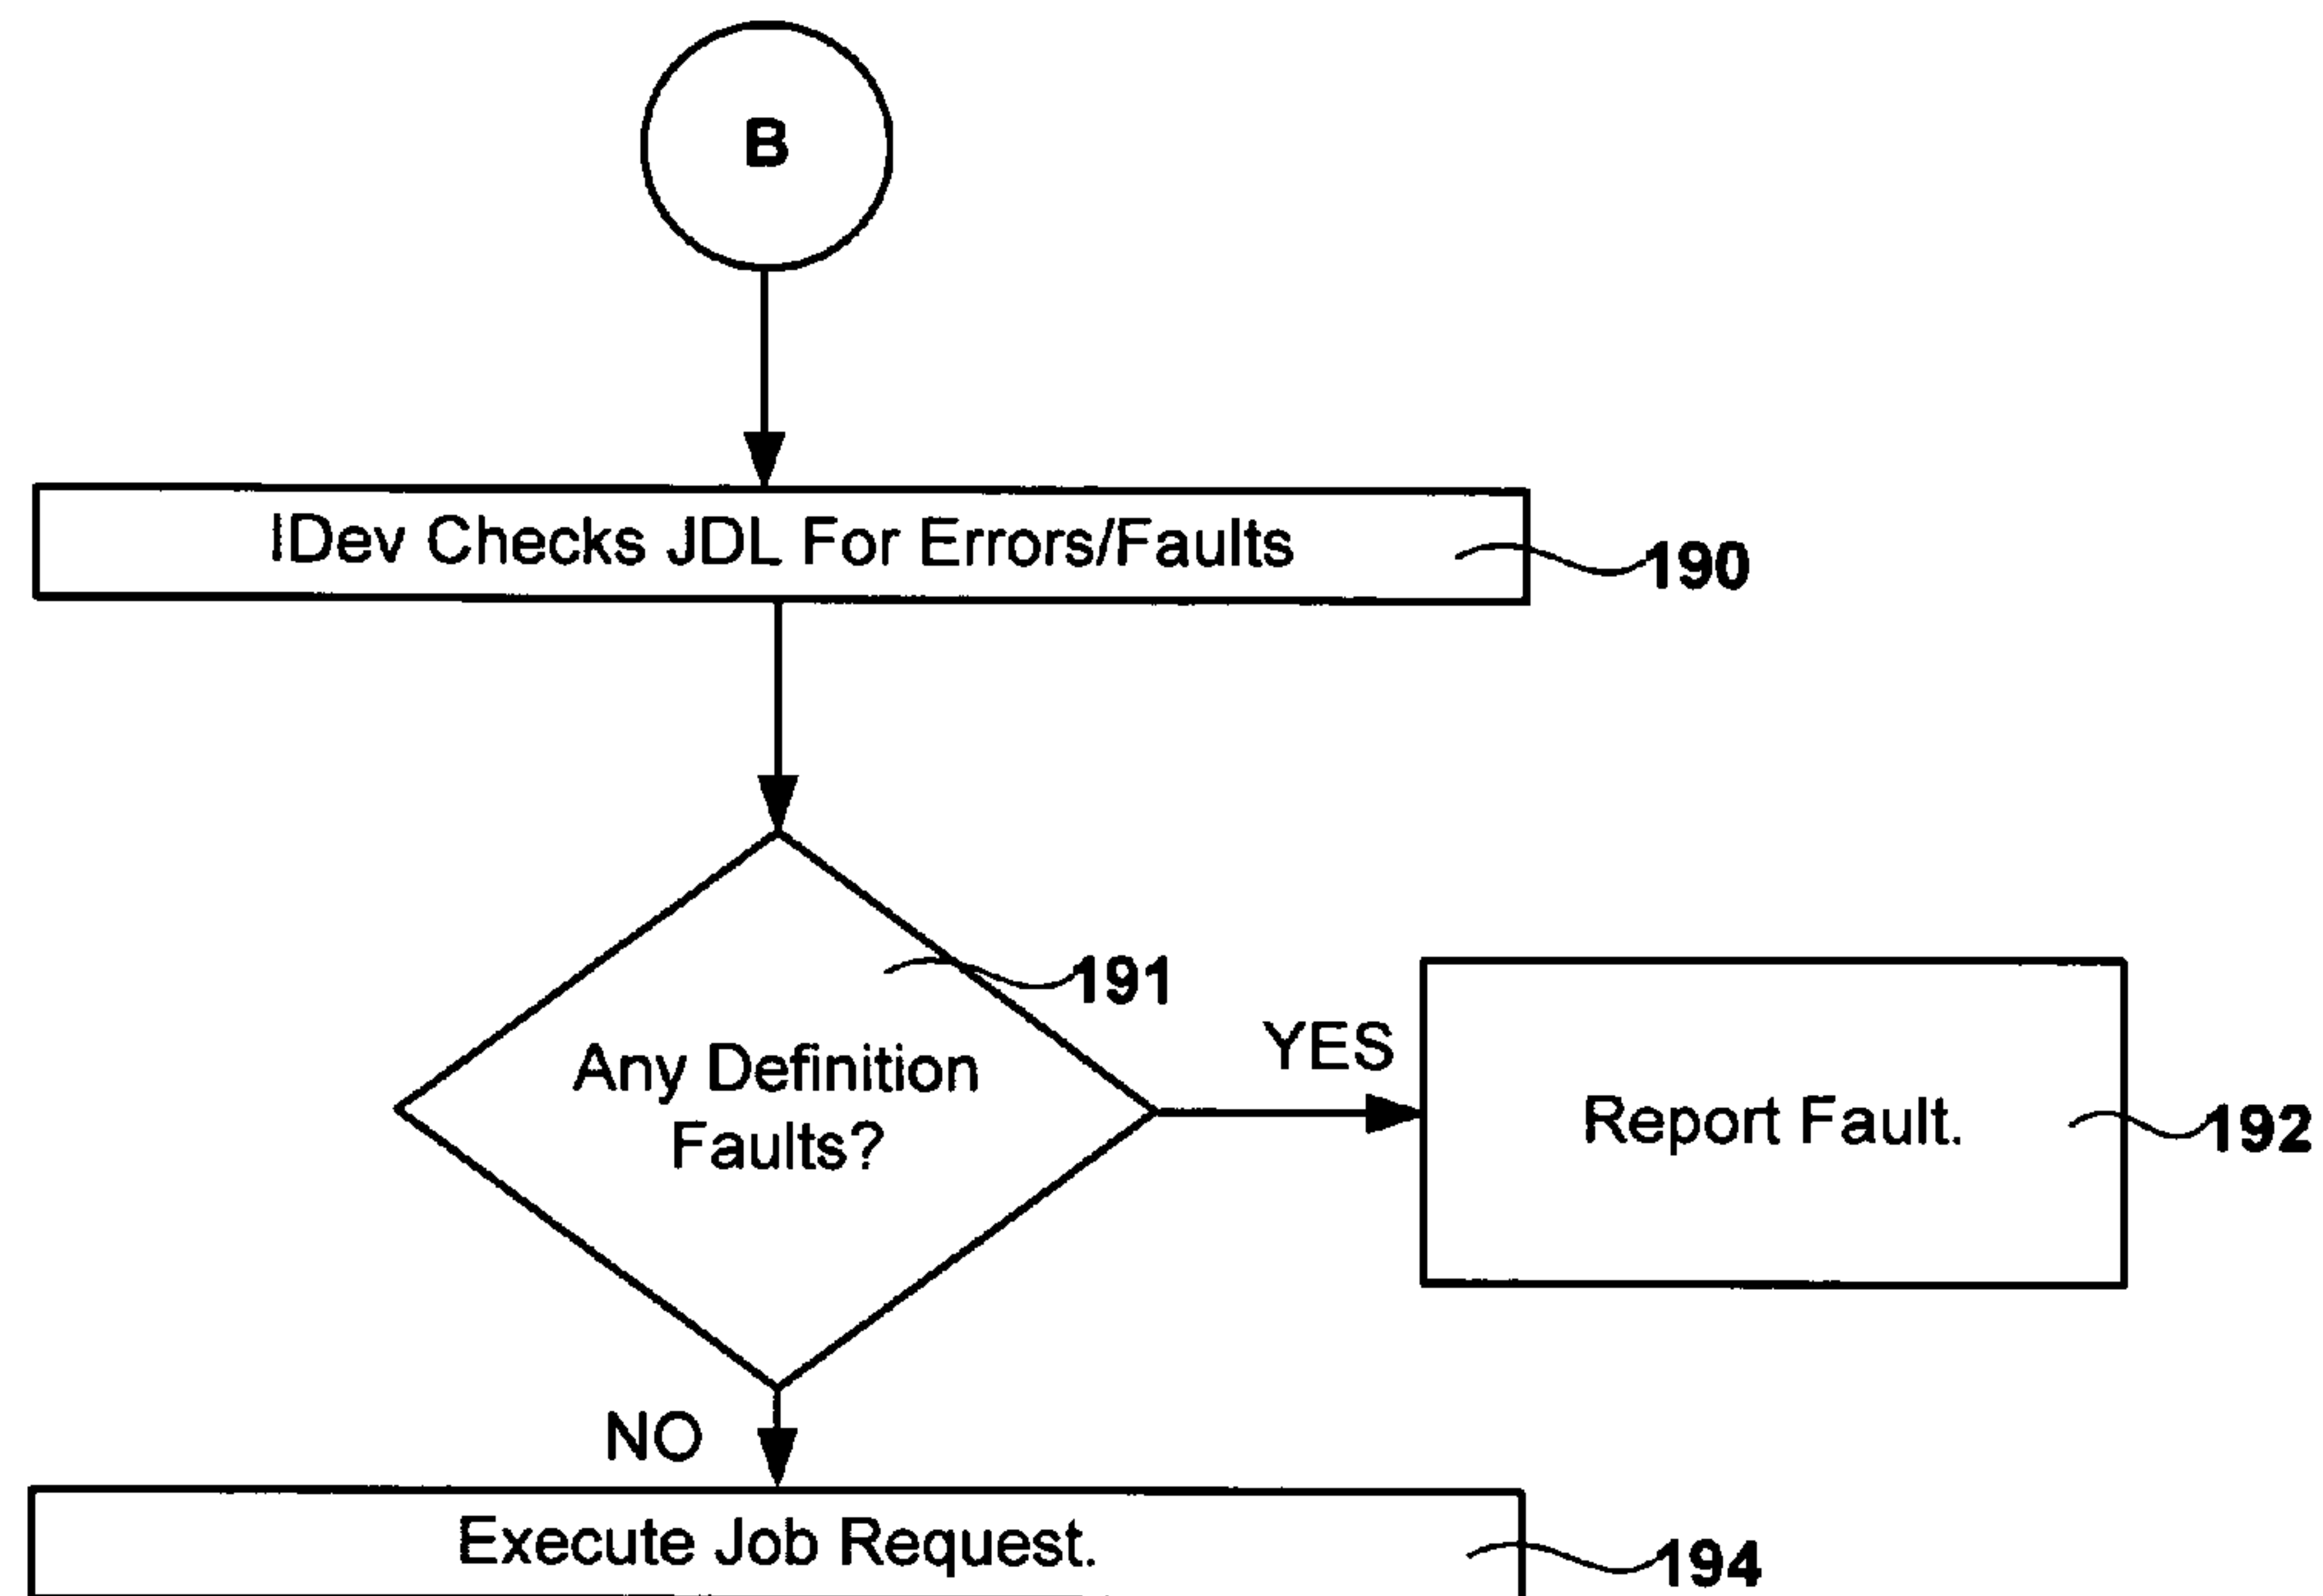 B
IDev Checks JDL For Errors/Faults
190
191
Any Definition
Faults?
YES
Report Fault.
192
NO
Execute Job Request.
194